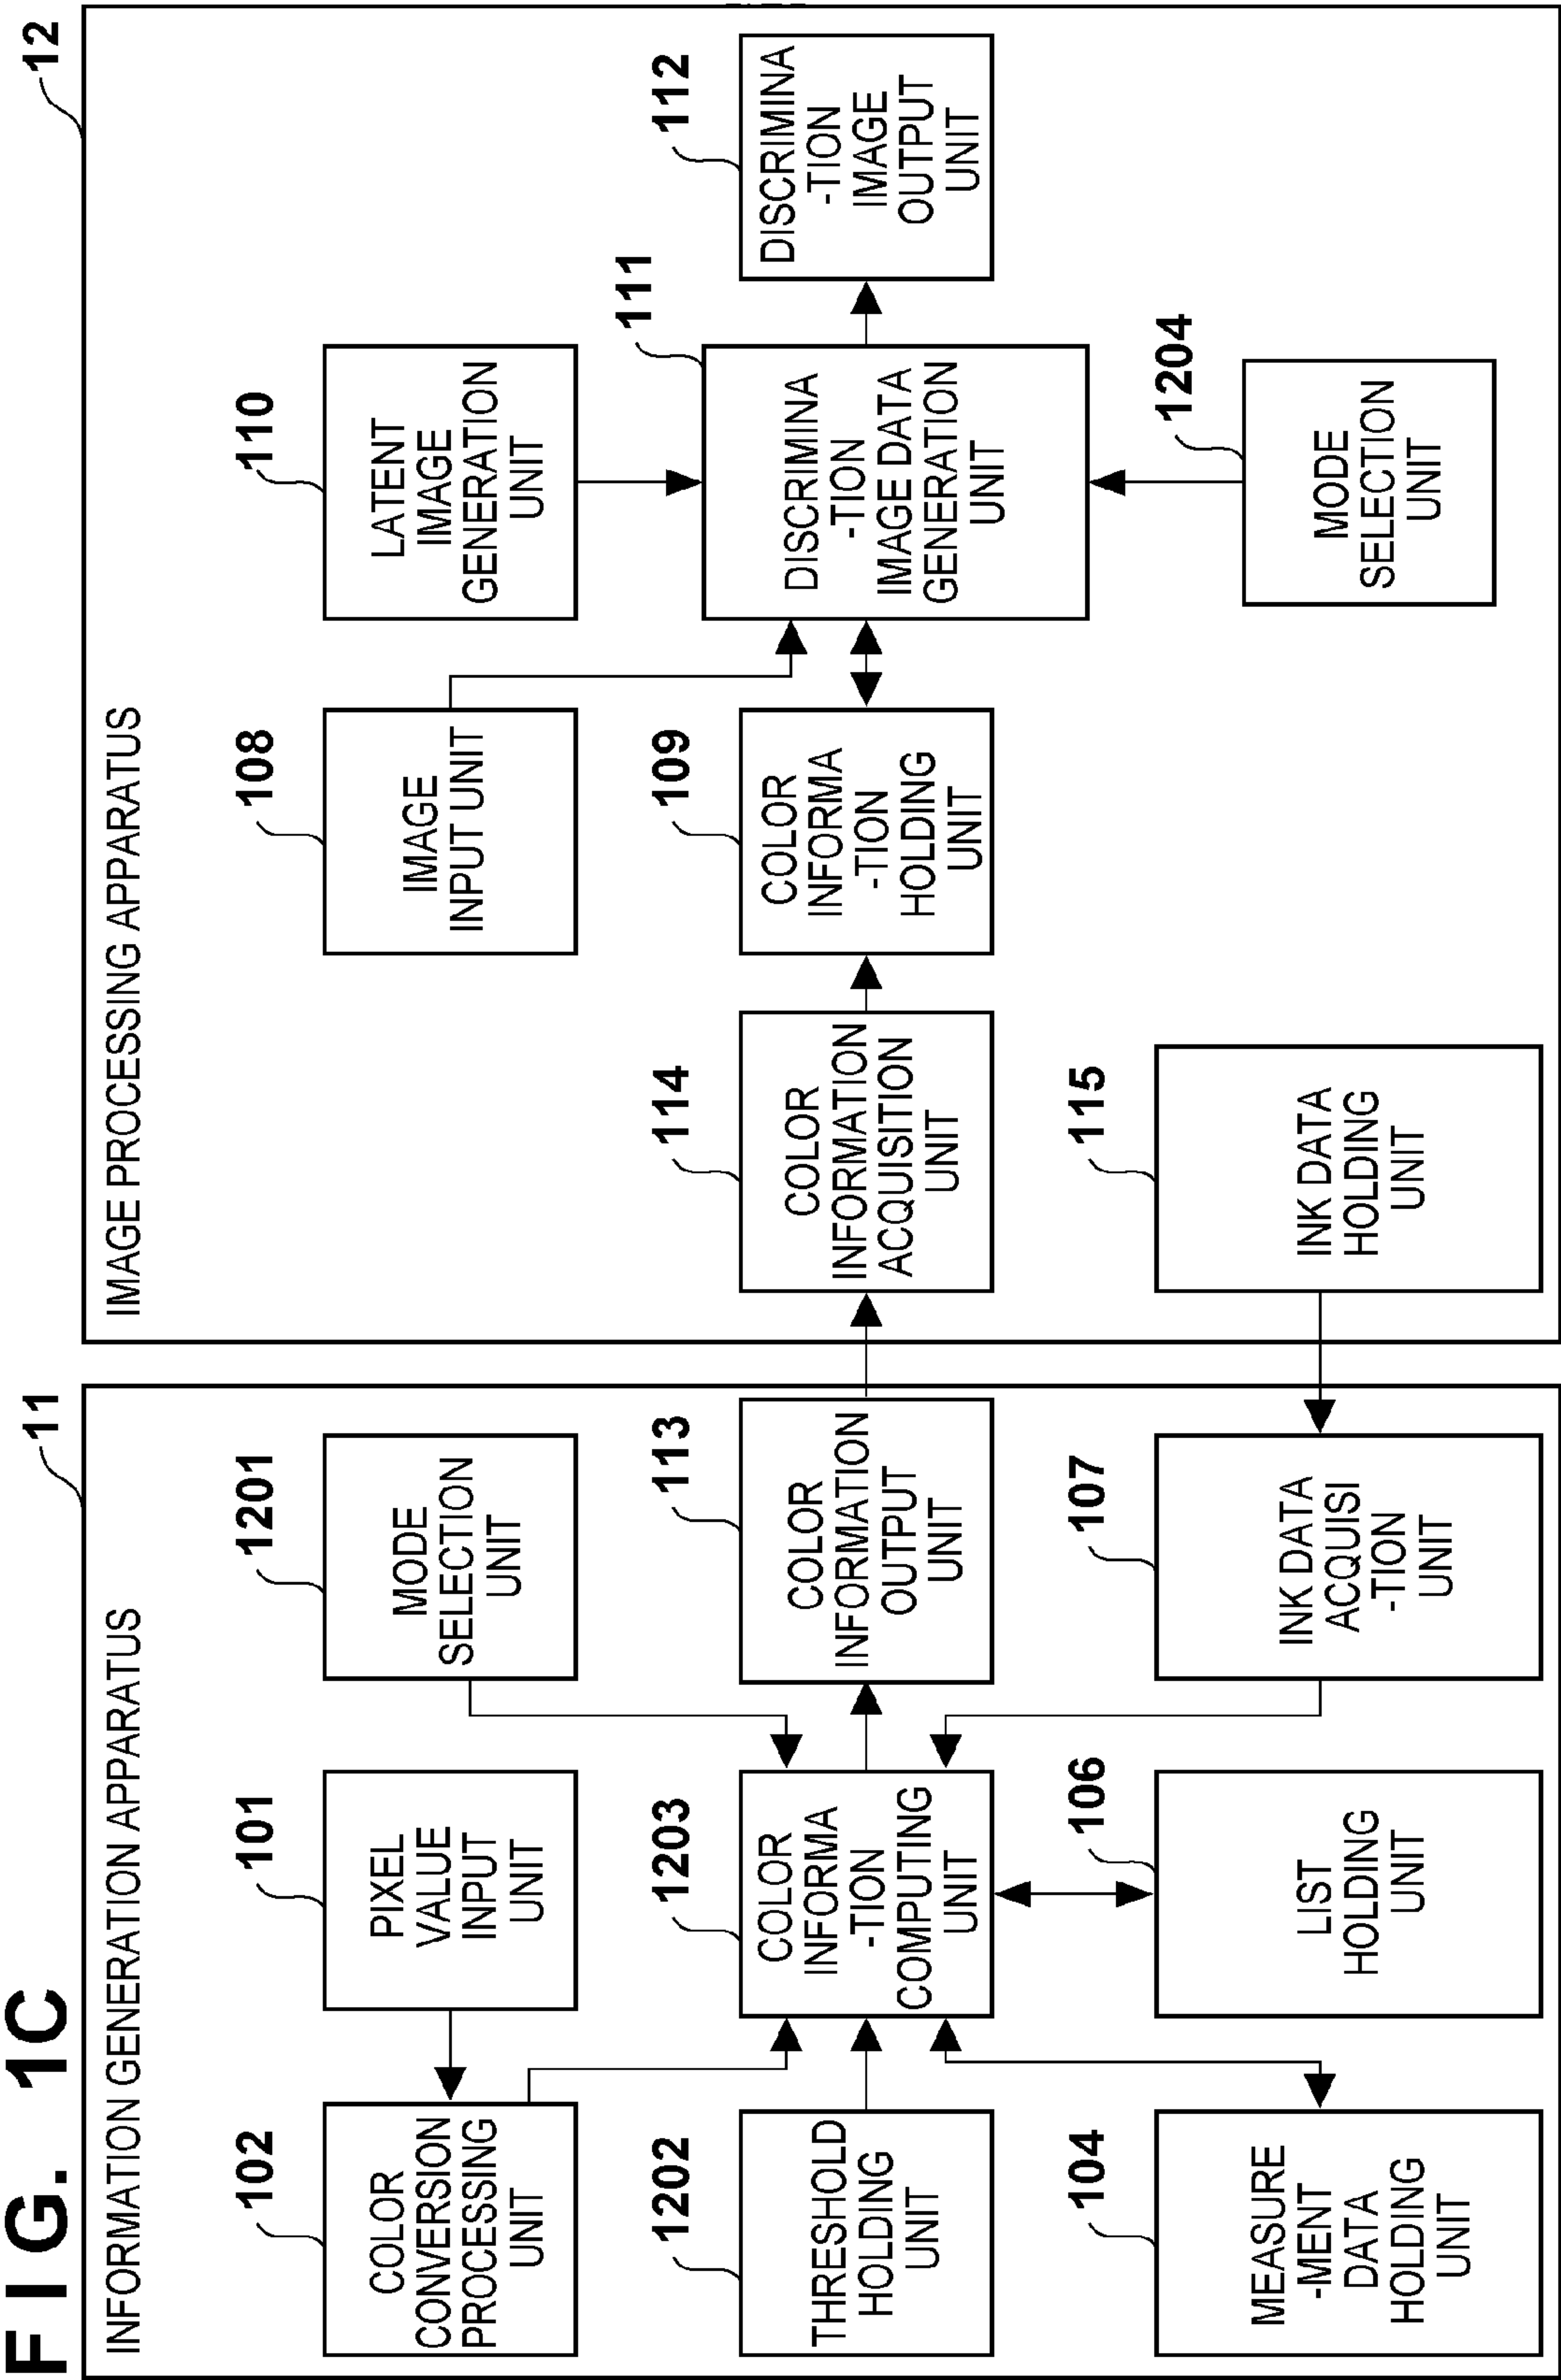 FIG. 1C
11
INFORMATION GENERATION APPARATUS
102
COLOR
CONVERSION
PROCESSING
UNIT
101
PIXEL
VALUE
INPUT
UNIT
1201
MODE
SELECTION
UNIT
1202
THRESHOLD
HOLDING
UNIT
1203
COLOR
INFORMA
-TION
COMPUTING
UNIT
113
COLOR
INFORMATION
OUTPUT
UNIT
104
MEASURE
-MENT
DATA
HOLDING
UNIT
106
LIST
HOLDING
UNIT
107
INK DATA
ACQUISI
-TION
UNIT
12
IMAGE PROCESSING APPARATUS
108
IMAGE
INPUT UNIT
110
LATENT
IMAGE
GENERATION
UNIT
114
COLOR
INFORMATION
ACQUISITION
UNIT
109
COLOR
INFORMA
-TION
HOLDING
UNIT
111
DISCRIMINA
-TION
IMAGE DATA
GENERATION
UNIT
112
DISCRIMINA
-TION
IMAGE
OUTPUT
UNIT
115
INK DATA
HOLDING
UNIT
1204
MODE
SELECTION
UNIT